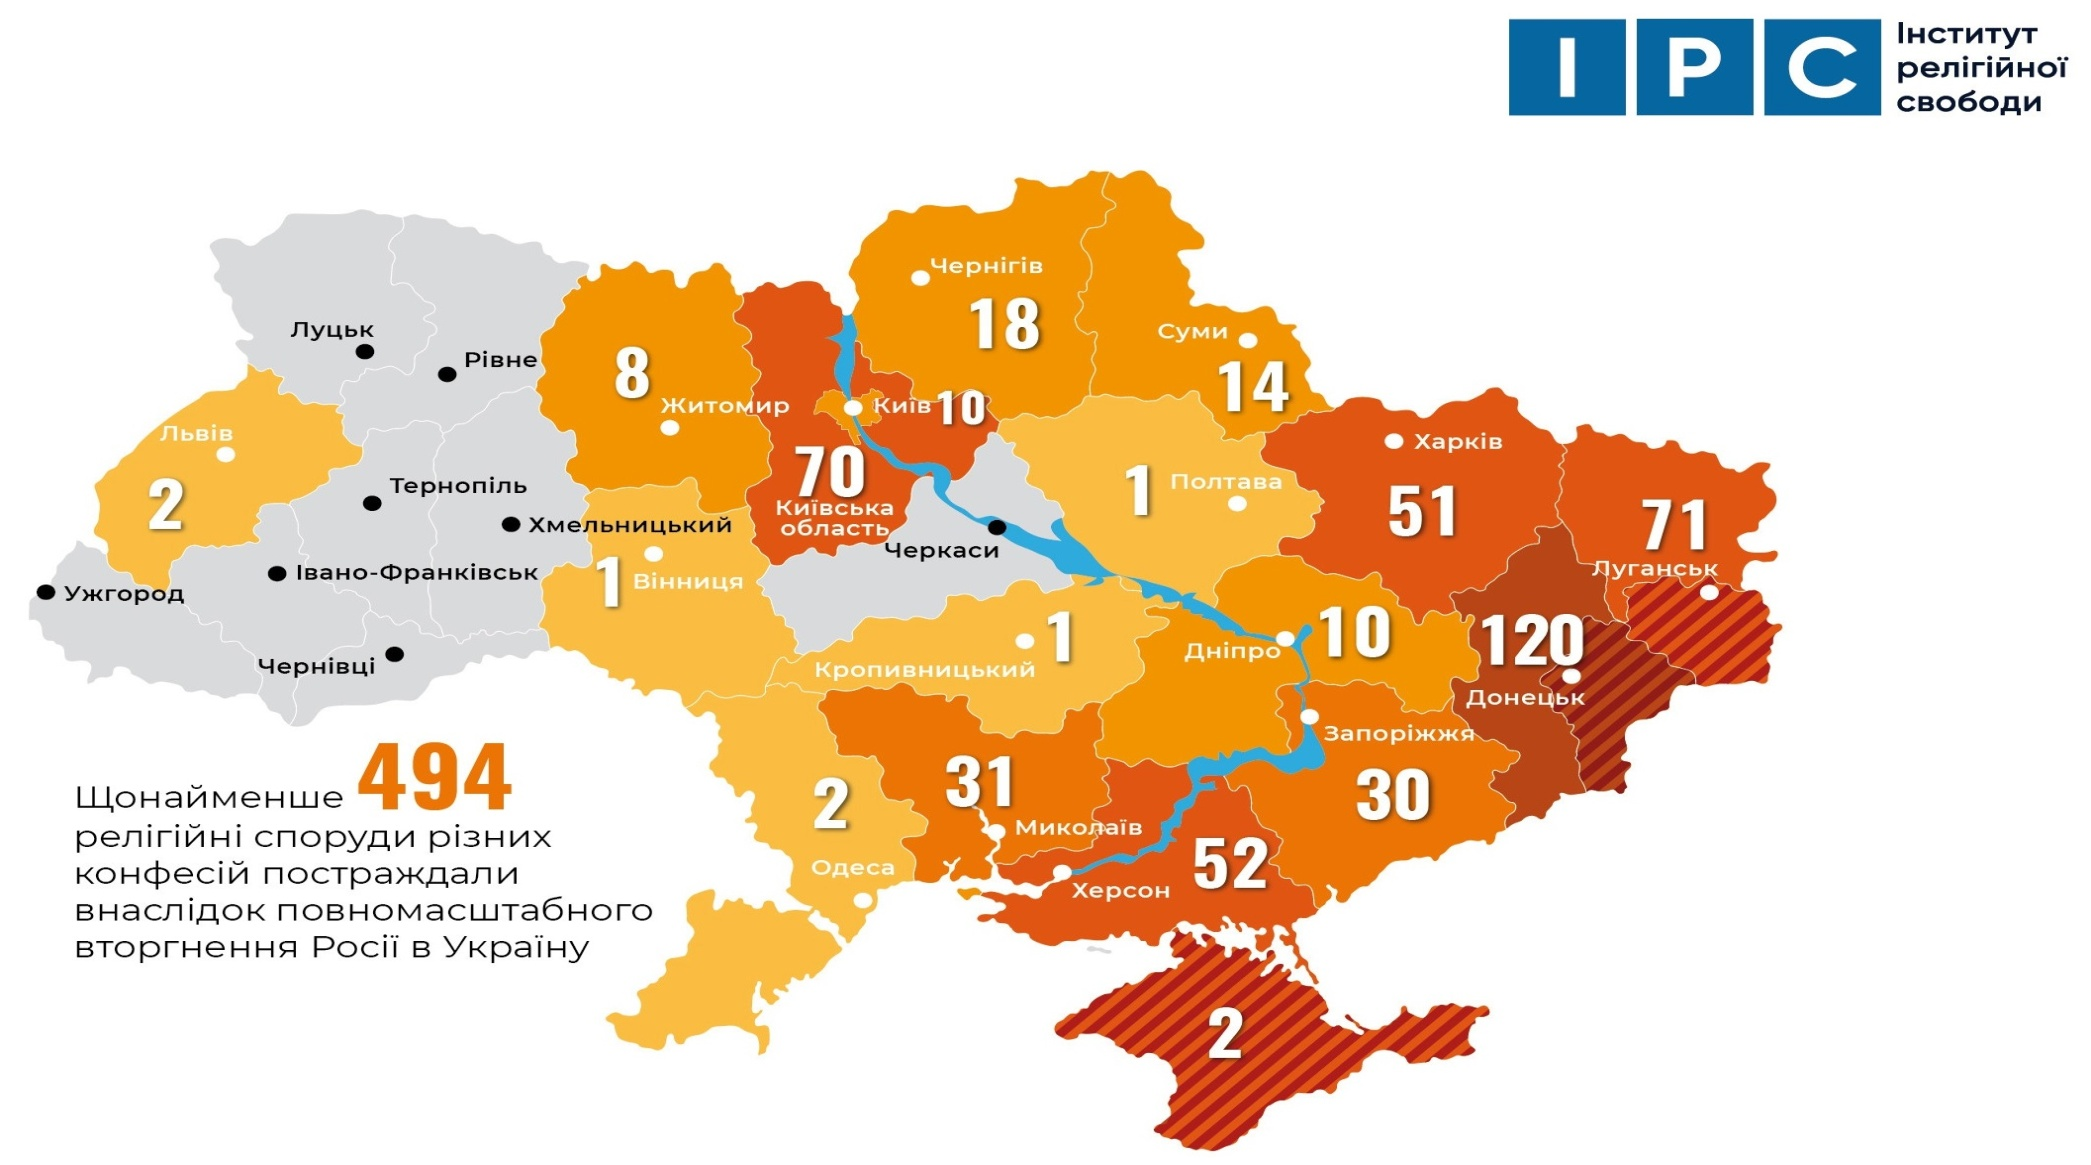 І Р С
Інститут
релігійної
свободи
Чернігів
18
Суми
14
Луцьк
Рівне
8
Житомир
Київ 10
Львів
2
70
Київська
область
1 Полтава
Харків
51
71
Луганськ
Тернопіль
Хмельницький
Черкаси
Івано-Франківськ
Ужгород
1 Вінниця
Чернівці
1
Кропивницький
10
Дніпро
120
Донецьк
Запоріжжя
30
31
Миколаїв
2
Одеса
52
Херсон
2
Щонайменше 494
релігійні споруди різних
конфесій постраждали
внаслідок повномасштабного
вторгнення Росії в Україну